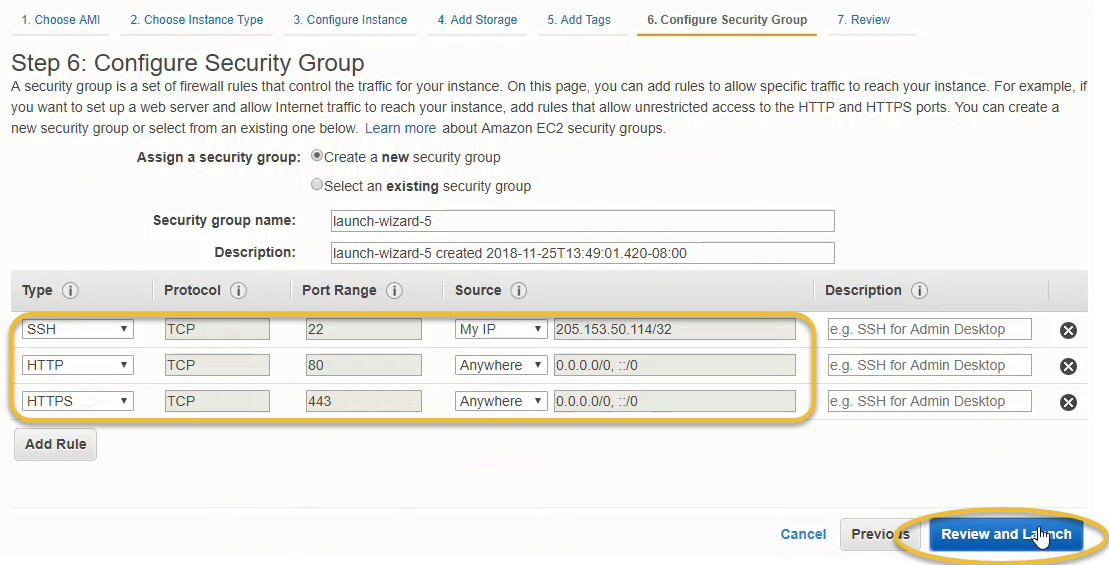 1. Choose AMI 2. Choose Instance Type 3. Configure Instance 4. Add Storage 5. Add Tags 6. Configure Security Group 7. Review
Step 6: Configure Security Group
A security group is a set of firewall rules that control the traffic for your instance. On this page, you can add rules to allow specific traffic to reach your instance. For example, if
you want to set up a web server and allow Internet traffic to reach your instance, add rules that allow unrestricted access to the HTTP and HTTPS ports. You can create a
new security group or select from an existing one below. Learn more about Amazon EC2 security groups.
Assign a security group: Create a new security group
Select an existing security group
Security group name: launch-wizard-5
Description: launch-wizard-5 created 2018-11-25T13:49:01.420-08:00
Type Protocol Port Range Source Description
SSH TCP 22 My IP 205.153.50.114/32 e.g. SSH for Admin Desktop
HTTP TCP 80 Anywhere 0.0.0.0/0, ::/0 e.g. SSH for Admin Desktop
HTTPS TCP 443 Anywhere 0.0.0.0/0, ::/0 e.g. SSH for Admin Desktop
Add Rule
Cancel Previous Review and Launch